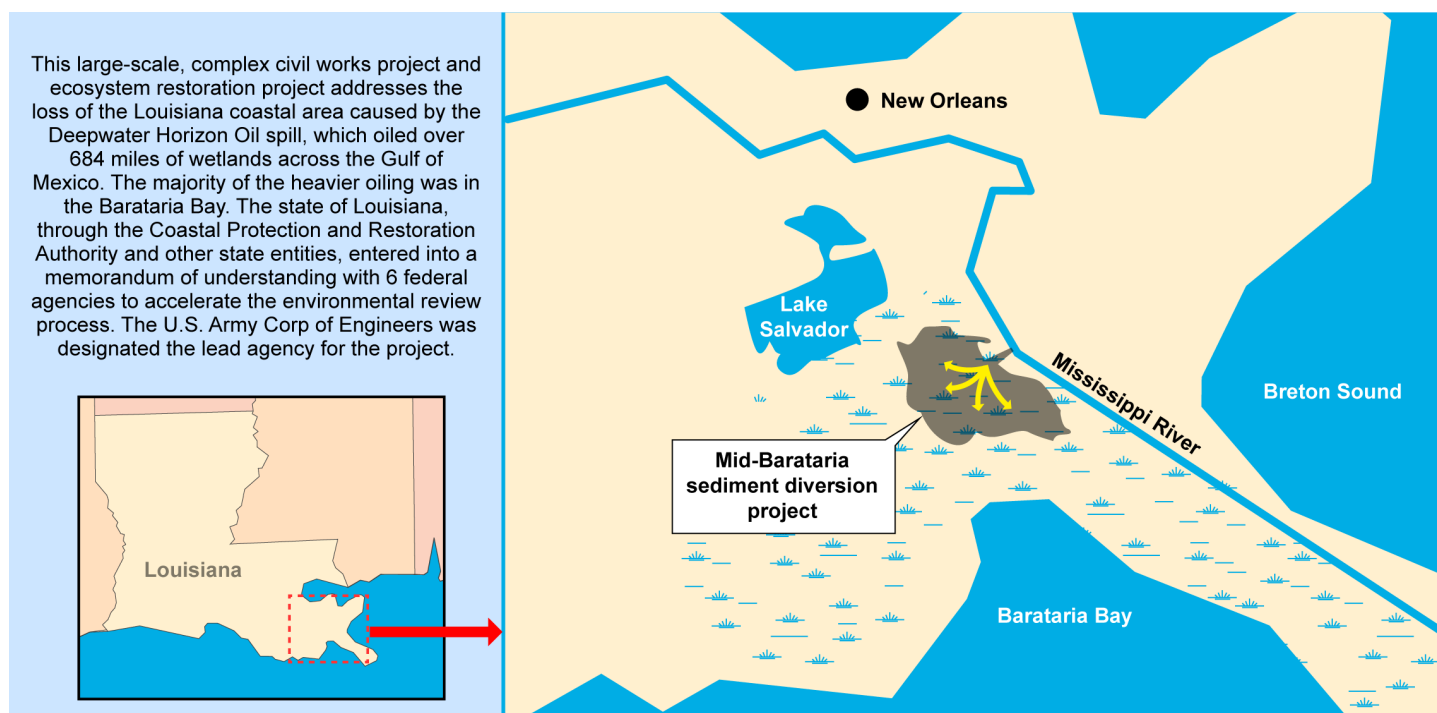 This large-scale, complex civil works project and
ecosystem restoration project addresses the
loss of the Louisiana coastal area caused by the
Deepwater Horizon Oil spill, which oiled over
684 miles of wetlands across the Gulf of
Mexico. The majority of the heavier oiling was in
the Barataria Bay. The state of Louisiana,
through the Coastal Protection and Restoration
Authority and other state entities, entered into a
memorandum of understanding with 6 federal
agencies to accelerate the environmental review
process. The U.S. Army Corp of Engineers was
designated the lead agency for the project.
Louisiana
New Orleans
Lake
Salvador
Mississippi River
Breton Sound
Mid-Barataria
sediment diversion
project
Barataria Bay